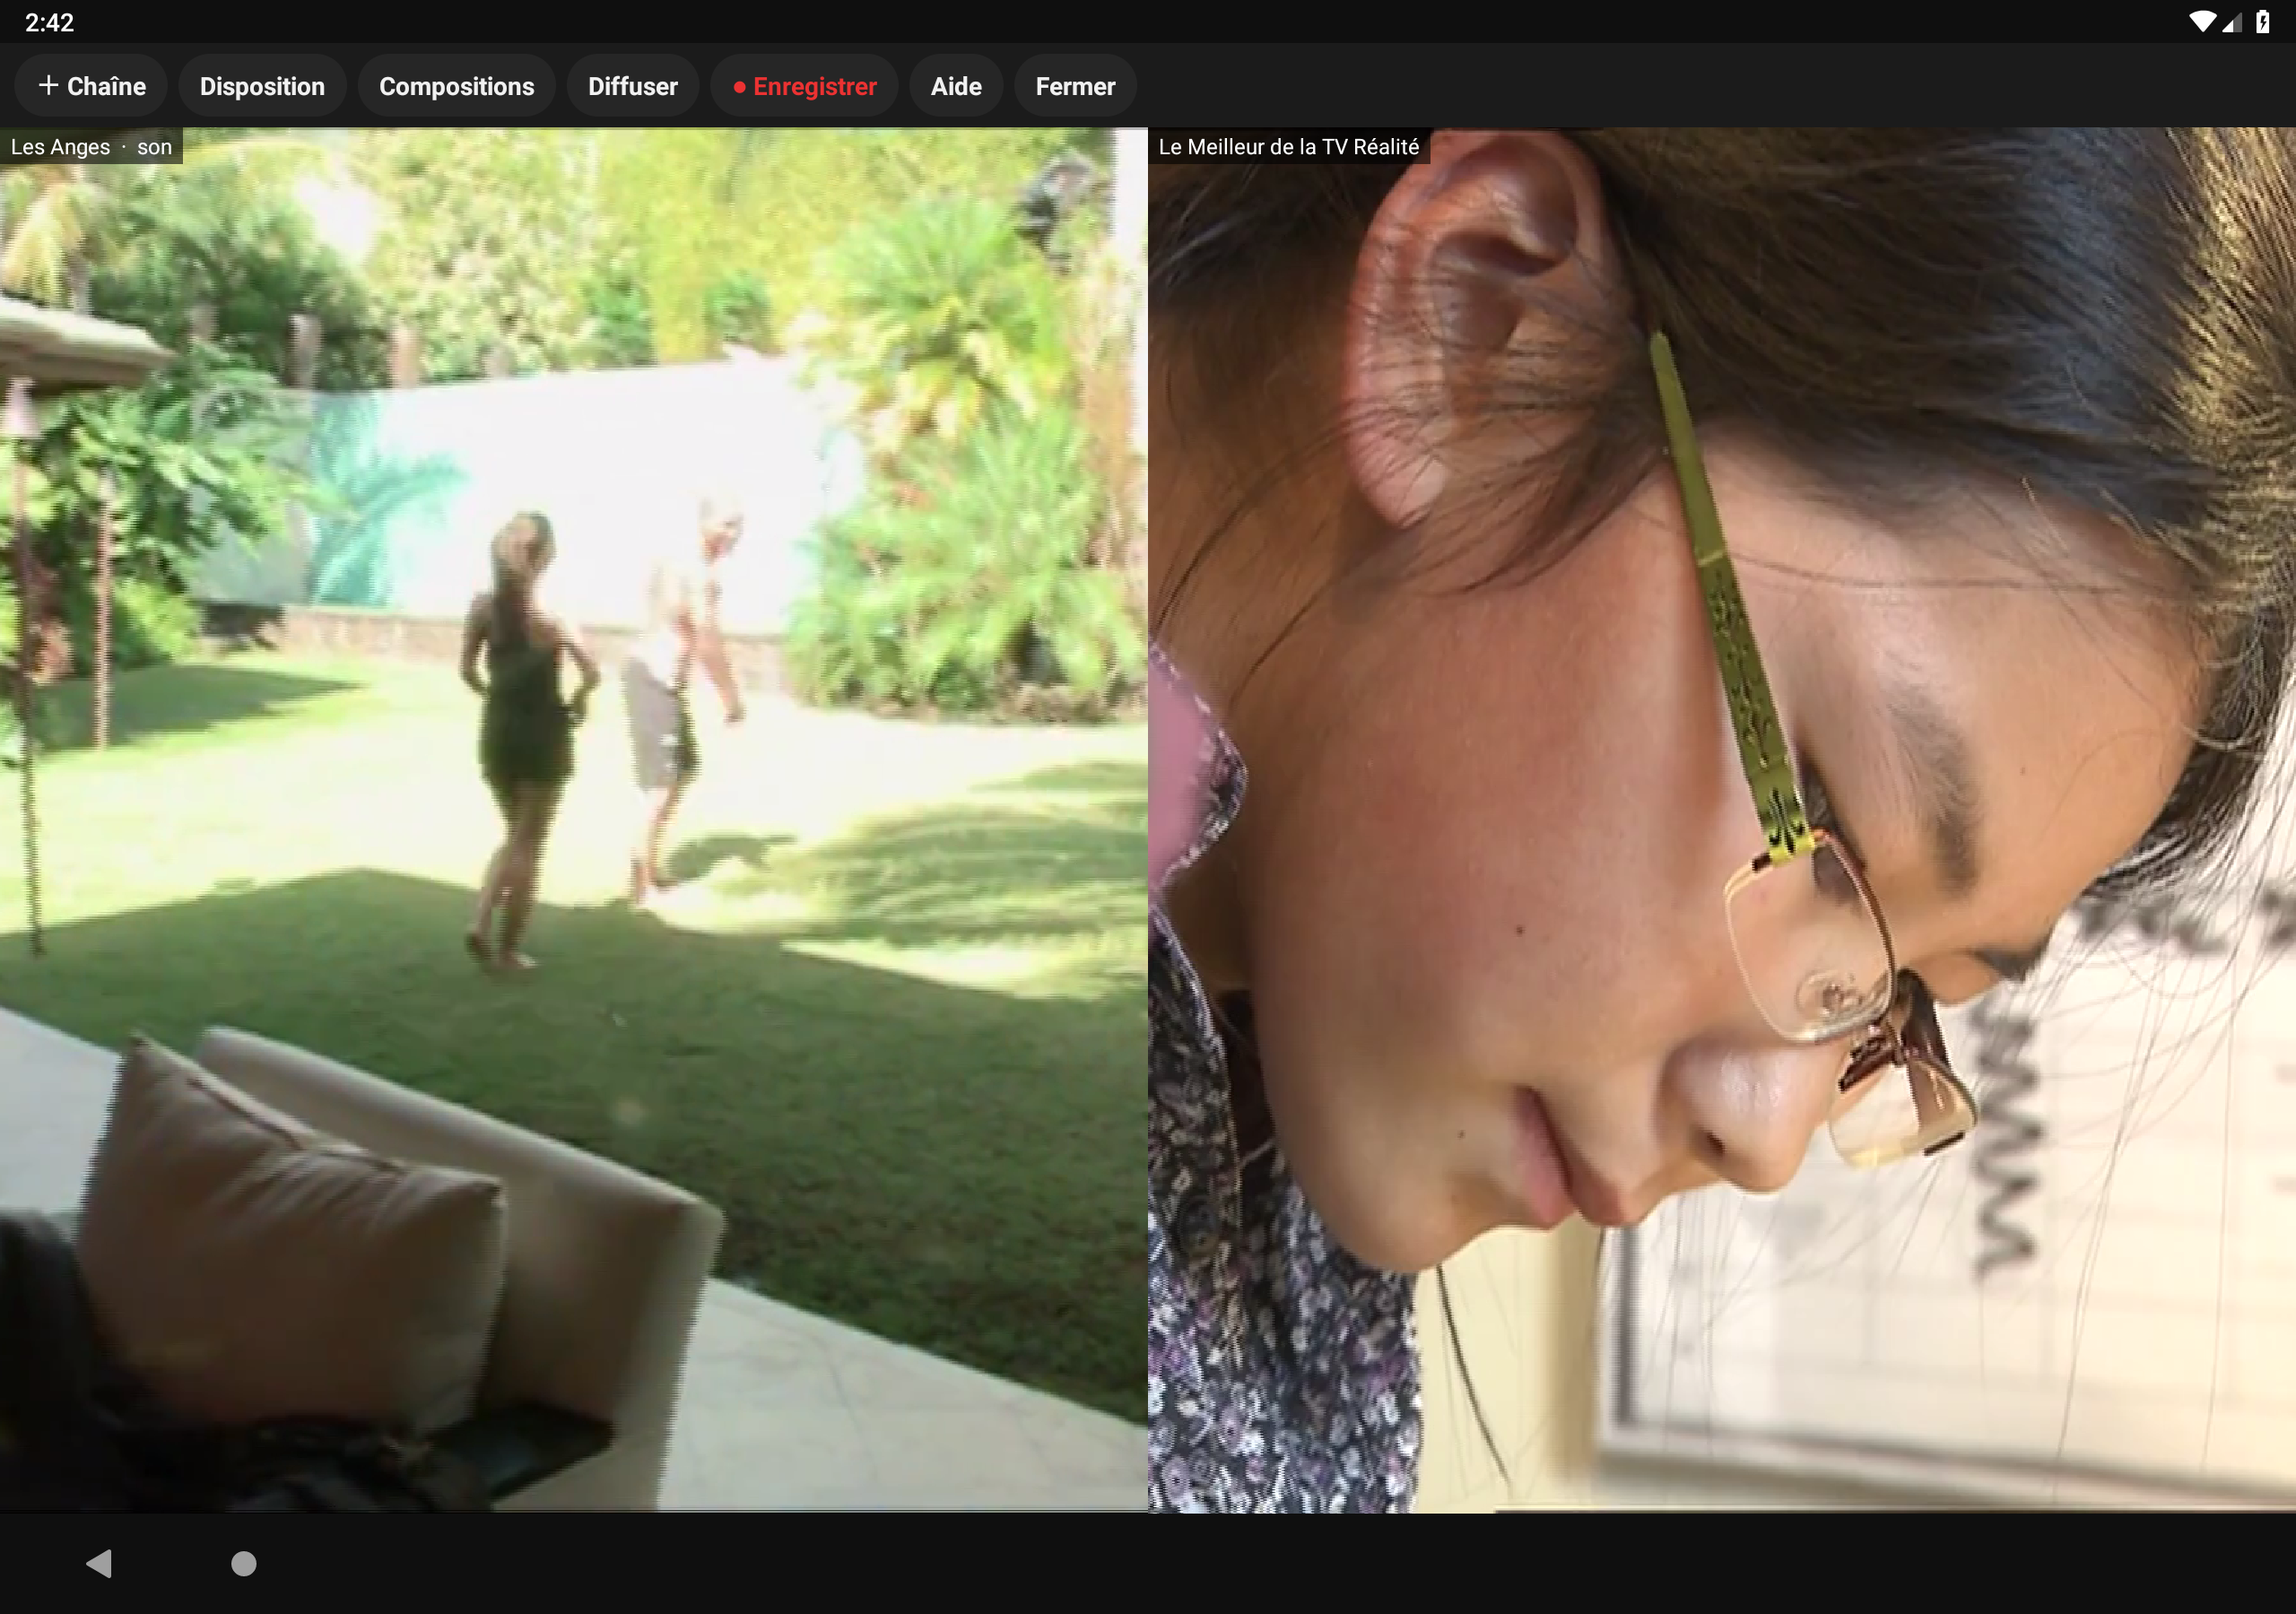 2:42
+ Chaîne
Disposition
Compositions
Diffuser
● Enregistrer
Aide
Fermer
Les Anges · son
Le Meilleur de la TV Réalité